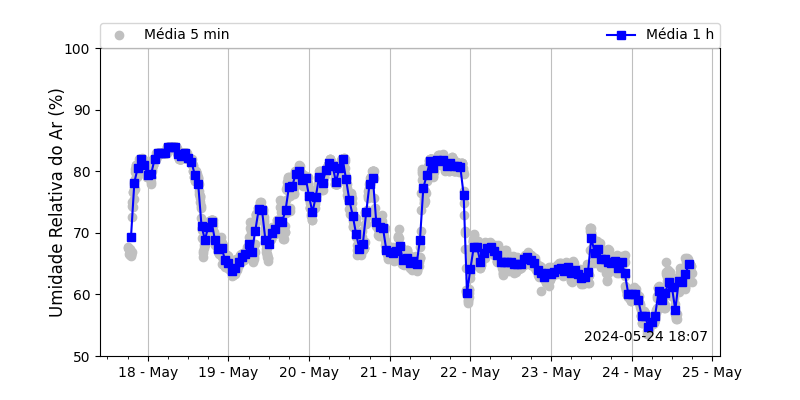 Média 5 min
Média 1 h
Umidade Relativa do Ar (%)
100
90
80
70
60
50
2024-05-24 18:07
18 - May
19 - May
20 - May
21 - May
22 - May
23 - May
24 - May
25 - May